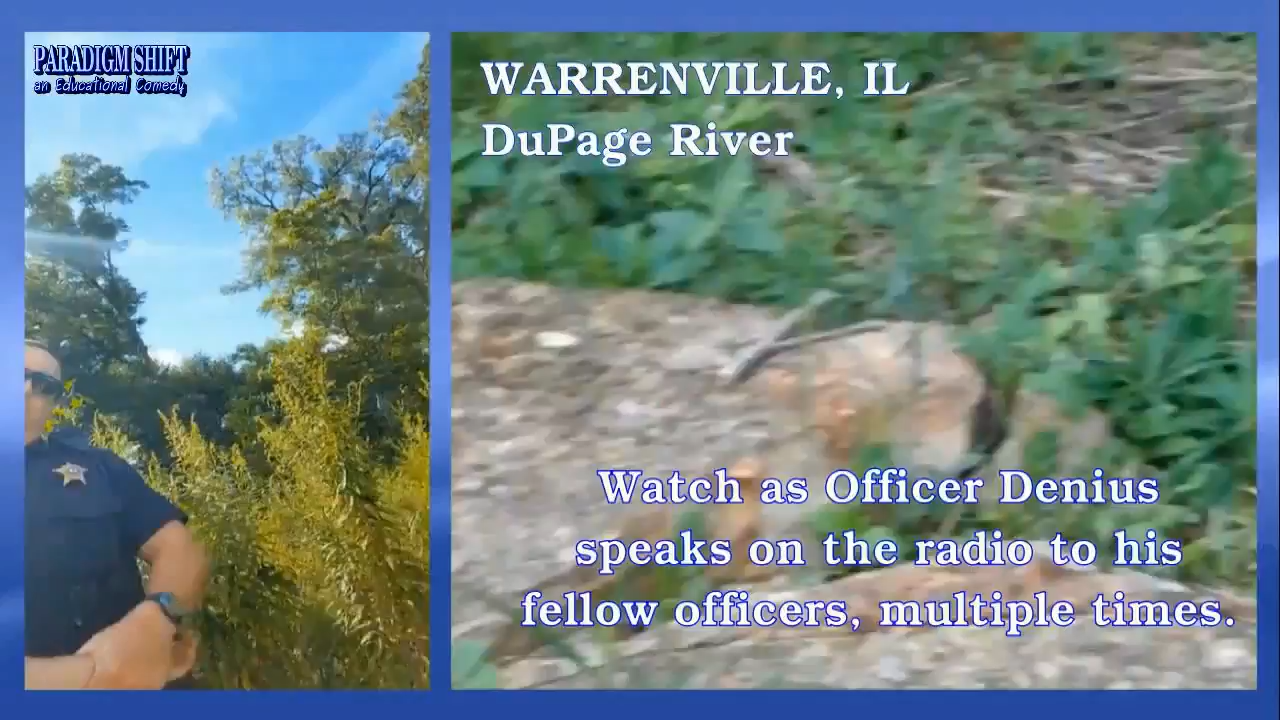 PARADIGM SHIFT
an Educational Comedy
WARRENVILLE, IL
DuPage River
Watch as Officer Denius
speaks on the radio to his
fellow officers, multiple times.